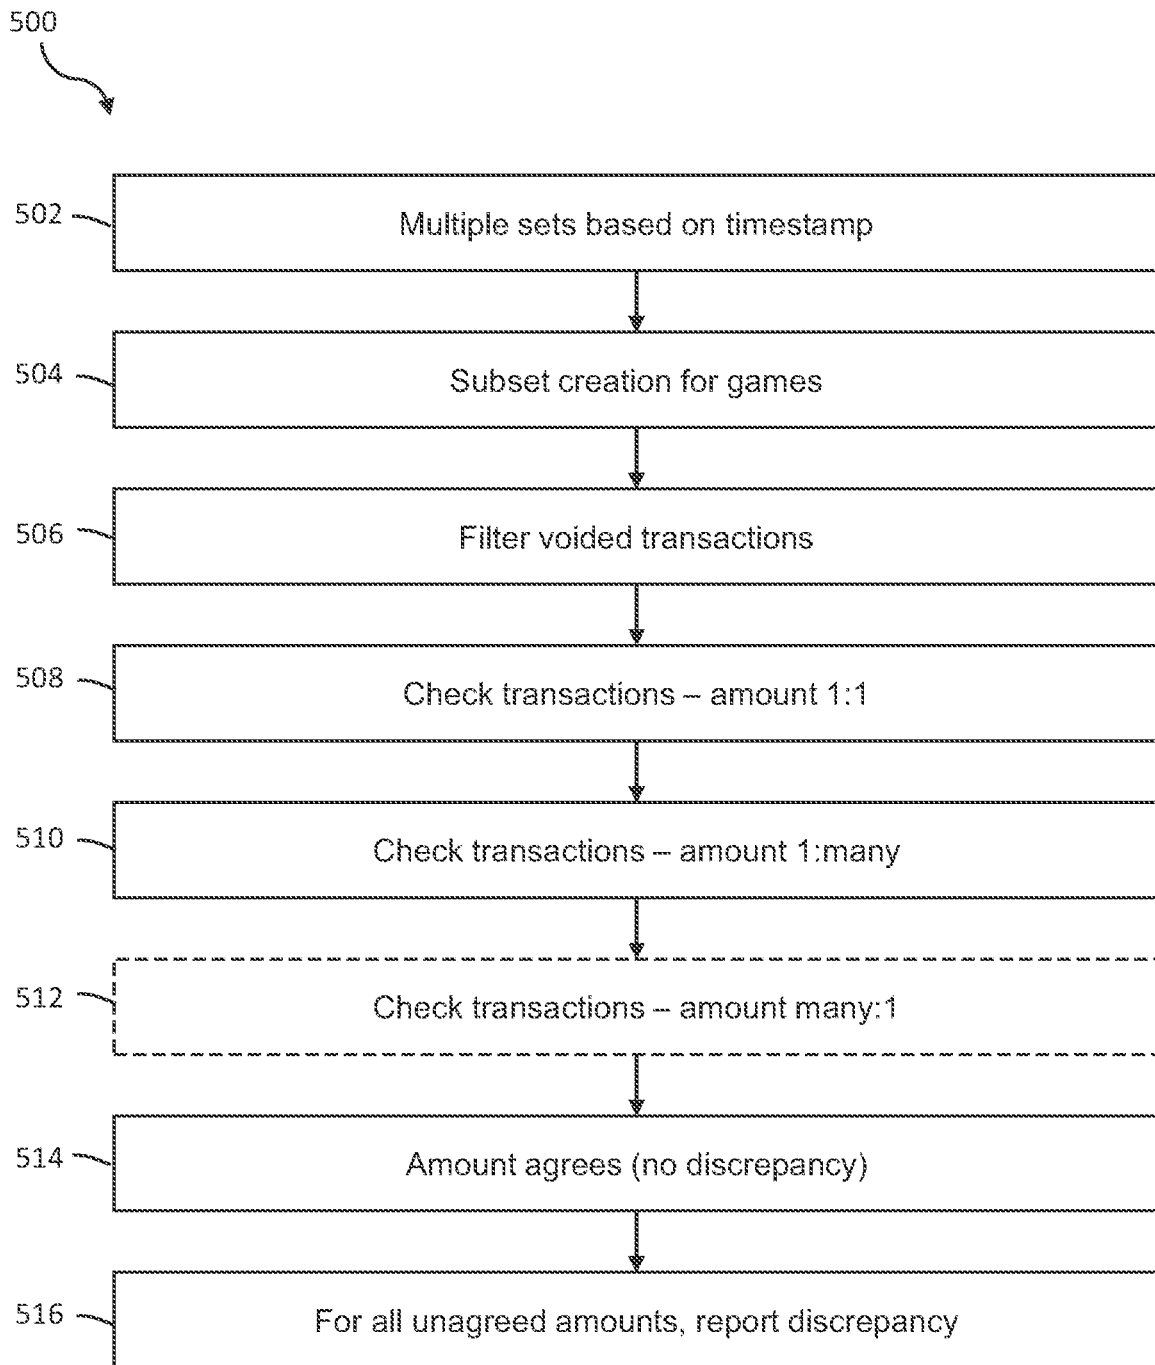 500
502
Multiple sets based on timestamp
504
Subset creation for games
506
Filter voided transactions
508
Check transactions – amount 1:1
510
Check transactions – amount 1:many
512
Check transactions – amount many:1
514
Amount agrees (no discrepancy)
516
For all unagreed amounts, report discrepancy